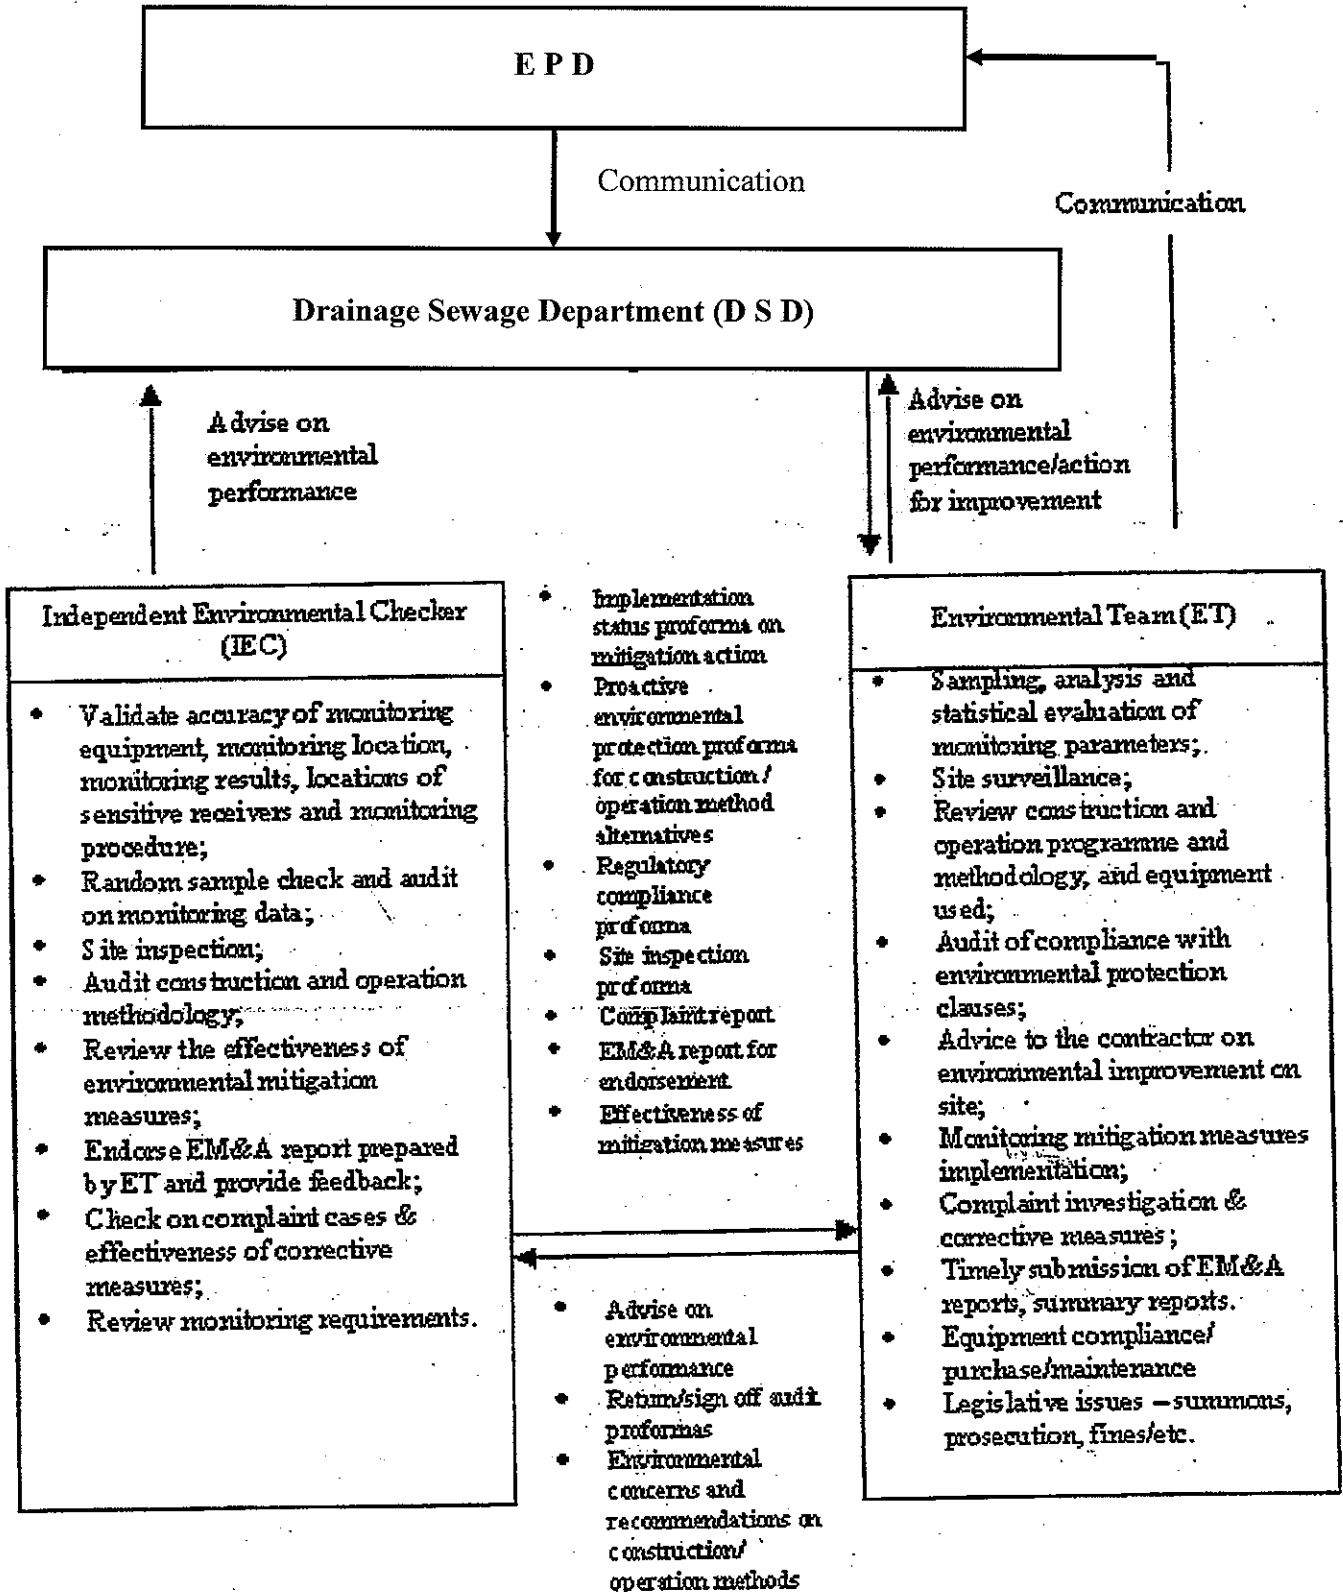 E P D
Communication
Communication
Drainage Sewage Department (D S D)
Advise on
environmental
performance
Advise on
environmental
performance/action
for improvement
Independent Environmental Checker
(IEC)
• Validate accuracy of monitoring
equipment, monitoring location,
monitoring results, locations of
sensitive receivers and monitoring
procedure;
• Random sample check and audit
on monitoring data;
• Site inspection;
• Audit construction and operation
methodology;
• Review the effectiveness of
environmental mitigation
measures;
• Endorse EM&A report prepared
by ET and provide feedback;
• Check on complaint cases &
effectiveness of corrective
measures;
• Review monitoring requirements.
• Implementation
status proforma on
mitigation action
• Proactive
environmental
protection proforma
for construction/
operation method
alternatives
• Regulatory
compliance
proforma
• Site inspection
proforma
• Complaint report
• EM&A report for
endorsement
• Effectiveness of
mitigation measures
• Advise on
environmental
performance
• Return/sign off audit
proformas
• Environmental
concerns and
recommendations on
construction/
operation methods
Environmental Team (ET)
• Sampling, analysis and
statistical evaluation of
monitoring parameters;
• Site surveillance;
• Review construction and
operation programme and
methodology, and equipment
used;
• Audit of compliance with
environmental protection
clauses;
• Advice to the contractor on
environmental improvement on
site;
• Monitoring mitigation measures
implementation;
• Complaint investigation &
corrective measures;
• Timely submission of EM&A
reports, summary reports.
• Equipment compliance/
purchase/maintenance
• Legislative issues – summons,
prosecution, fines/etc.